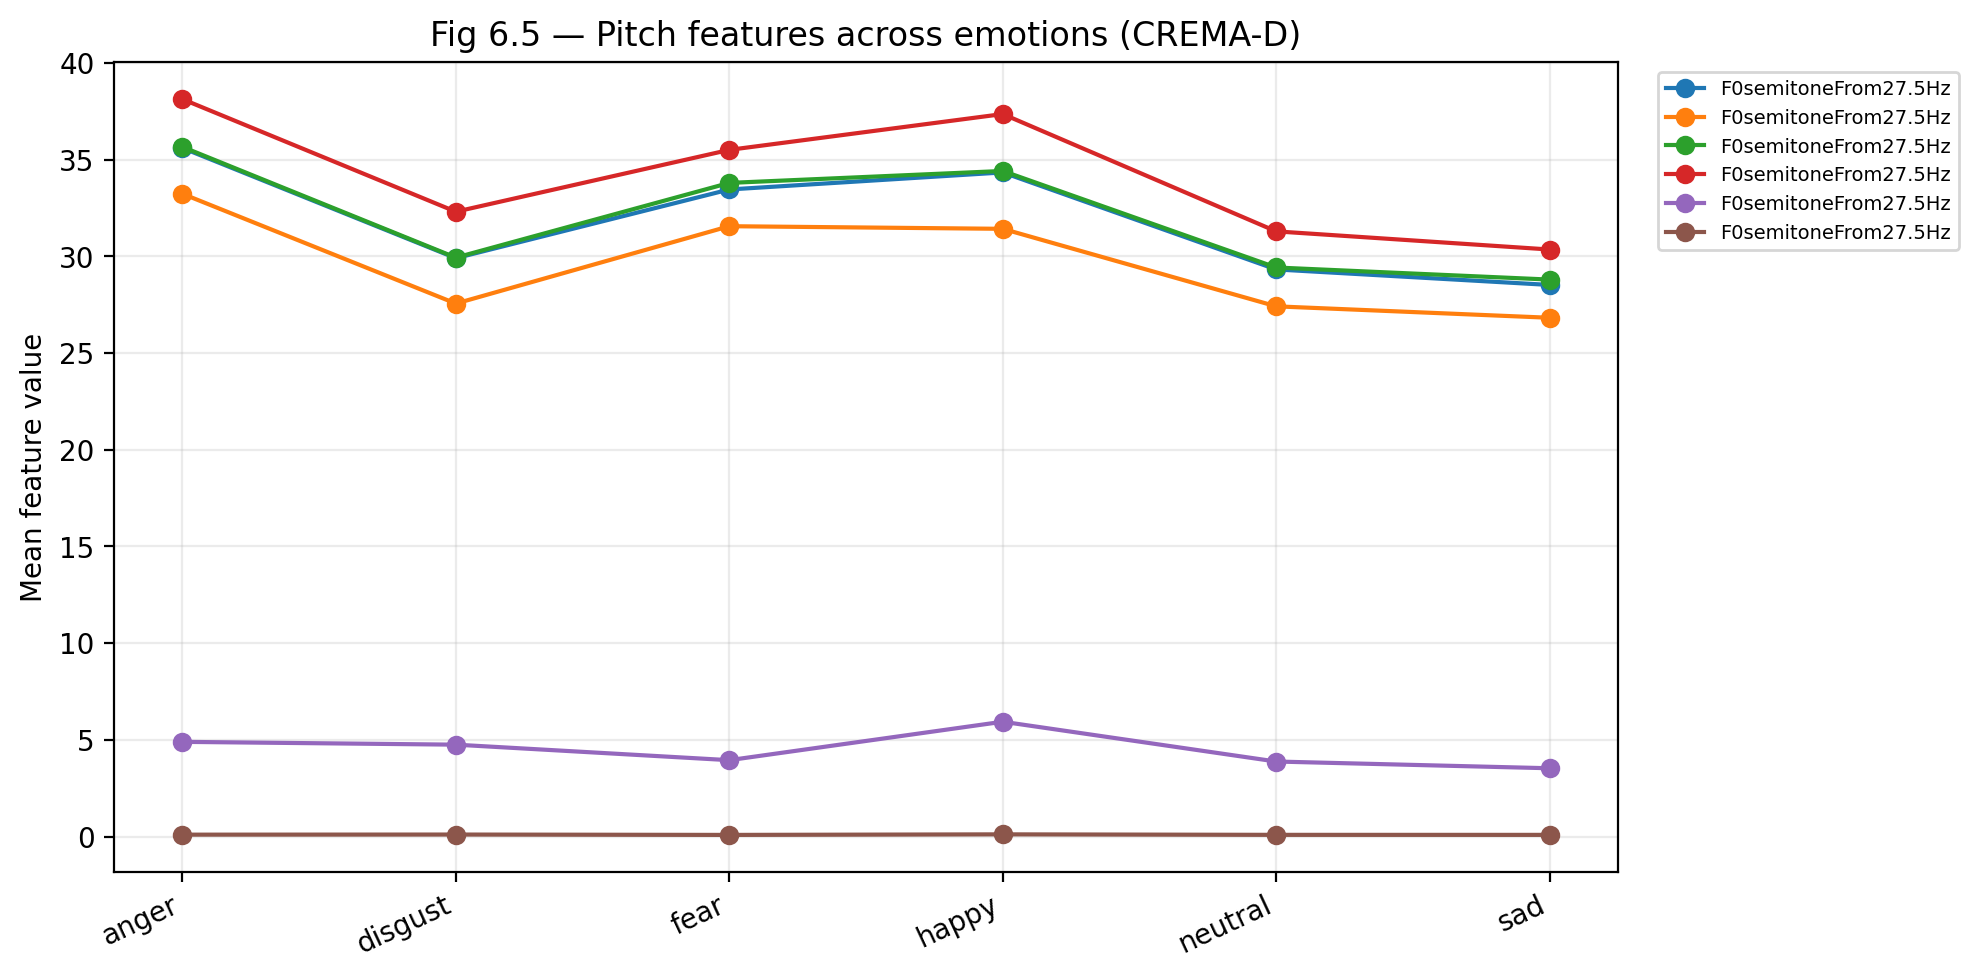 Fig 6.5 — Pitch features across emotions (CREMA-D)
Mean feature value
40
35
30
25
20
15
10
5
0
anger
disgust
fear
happy
neutral
sad
F0semitoneFrom27.5Hz
F0semitoneFrom27.5Hz
F0semitoneFrom27.5Hz
F0semitoneFrom27.5Hz
F0semitoneFrom27.5Hz
F0semitoneFrom27.5Hz